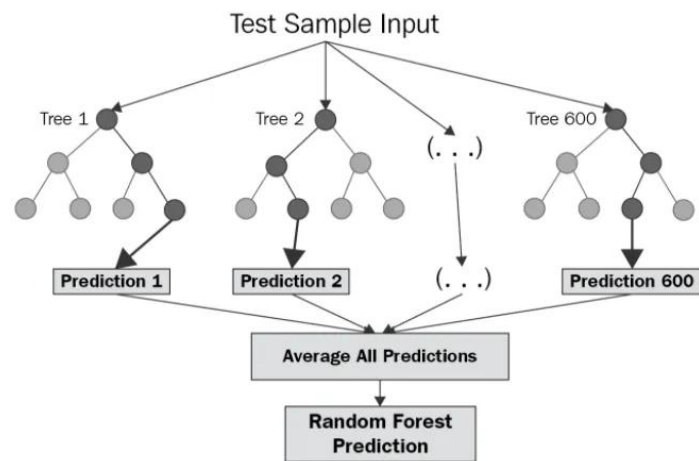 Test Sample Input
Tree 1
Tree 2
Tree 600
(. . .)
Prediction 1
Prediction 2
(. . .)
Prediction 600
Average All Predictions
Random Forest
Prediction